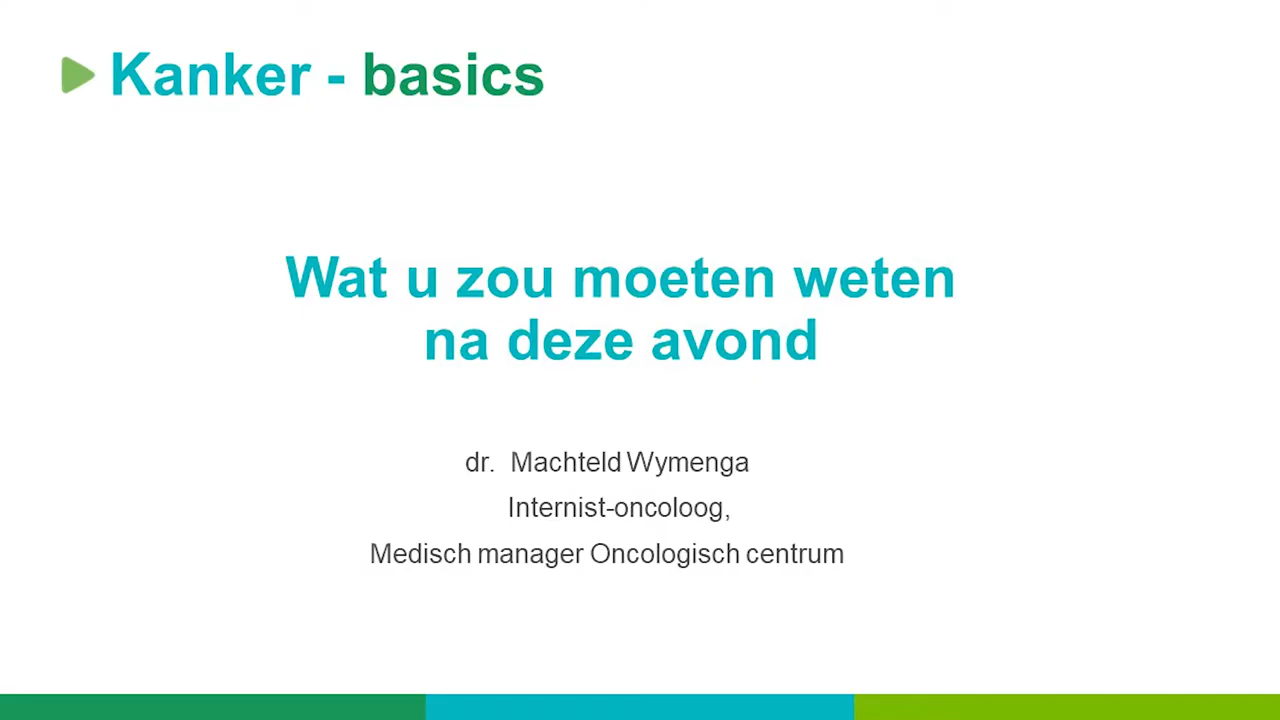 Kanker - basics
Wat u zou moeten weten
na deze avond
dr. Machteld Wymenga
Internist-oncoloog,
Medisch manager Oncologisch centrum